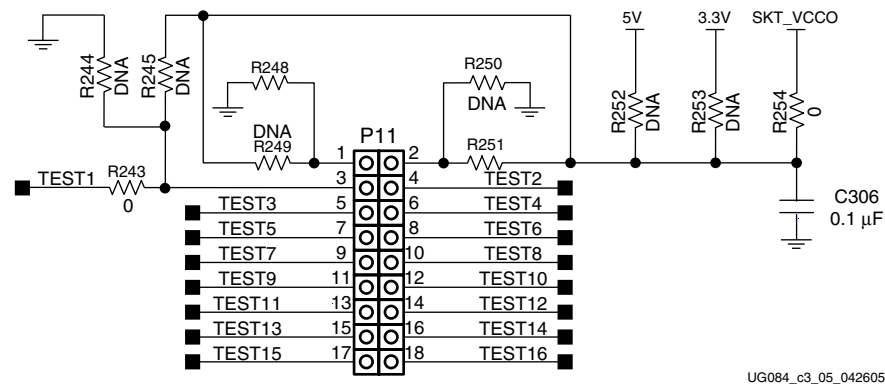 5V 3.3V SKT_VCCO
R244 DNA R245 DNA
R248 R250
DNA
R252 DNA R253 DNA R254 0
DNA P11
R249 1 2 R251
R243
TEST1 3 4 TEST2
0
TEST3 5 6 TEST4
C306
0.1 µF
TEST5 7 8 TEST6
TEST7 9 10 TEST8
TEST9 11 12 TEST10
TEST11 13 14 TEST12
TEST13 15 16 TEST14
TEST15 17 18 TEST16
UG084_c3_05_042605